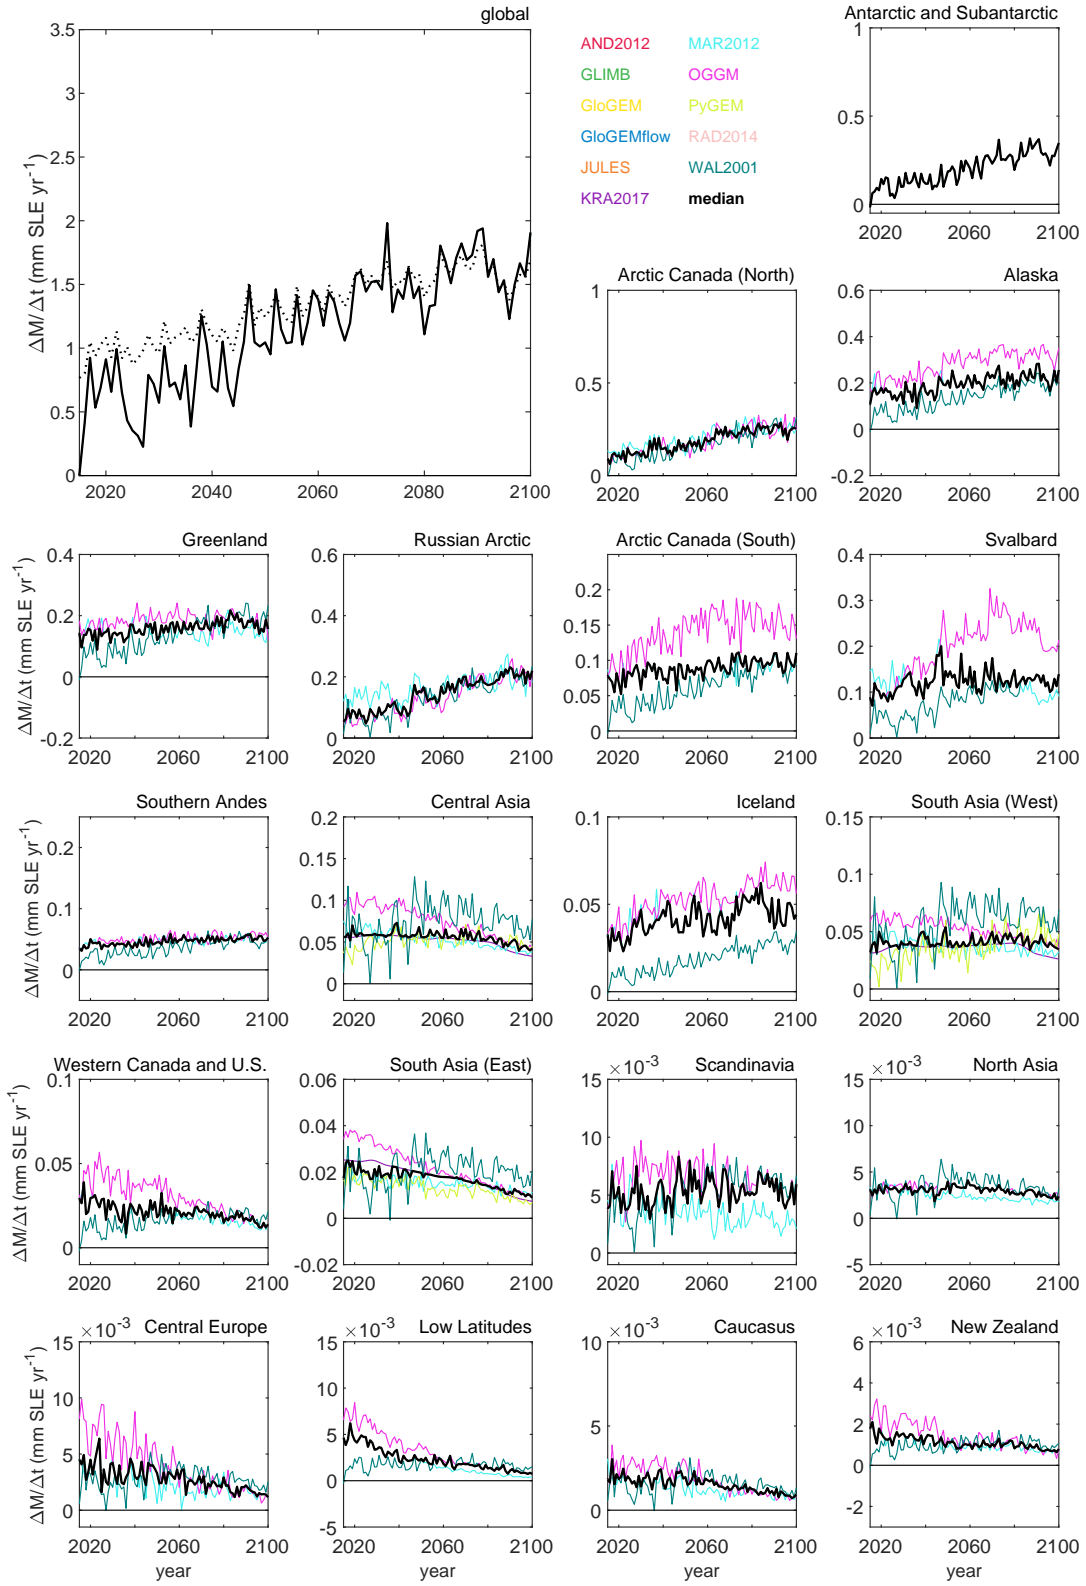 global
Antarctic and Subantarctic
AND2012 MAR2012
GLIMB OGGM
GloGEM PyGEM
GloGEMflow RAD2014
JULES WAL2001
KRA2017 median
ΔM/Δt (mm SLE yr⁻¹)
3.5
3
2.5
2
1.5
1
0.5
0
2020 2040 2060 2080 2100
1
0.5
0
2020 2060 2100
Arctic Canada (North)
1
0.5
0
2020 2060 2100
Alaska
0.6
0.4
0.2
0
-0.2
2020 2060 2100
Greenland
ΔM/Δt (mm SLE yr⁻¹)
0.4
0.2
0
-0.2
2020 2060 2100
Russian Arctic
0.6
0.4
0.2
0
2020 2060 2100
Arctic Canada (South)
0.2
0.15
0.1
0.05
0
2020 2060 2100
Svalbard
0.4
0.3
0.2
0.1
0
2020 2060 2100
Southern Andes
ΔM/Δt (mm SLE yr⁻¹)
0.2
0.1
0
2020 2060 2100
Central Asia
0.2
0.15
0.1
0.05
0
2020 2060 2100
Iceland
0.1
0.05
0
2020 2060 2100
South Asia (West)
0.15
0.1
0.05
0
2020 2060 2100
Western Canada and U.S.
ΔM/Δt (mm SLE yr⁻¹)
0.1
0.05
0
2020 2060 2100
South Asia (East)
0.06
0.04
0.02
0
-0.02
2020 2060 2100
×10⁻³ Scandinavia
15
10
5
0
2020 2060 2100
×10⁻³ North Asia
15
10
5
0
-5
2020 2060 2100
×10⁻³ Central Europe
ΔM/Δt (mm SLE yr⁻¹)
15
10
5
0
2020 2060 2100
year
×10⁻³ Low Latitudes
15
10
5
0
-5
2020 2060 2100
year
×10⁻³ Caucasus
10
5
0
2020 2060 2100
year
×10⁻³ New Zealand
6
4
2
0
-2
2020 2060 2100
year